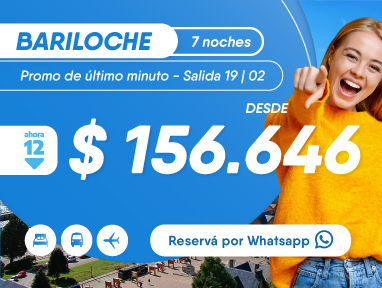 BARILOCHE
7 noches
Promo de último minuto - Salida 19 | 02
DESDE
ahora
12
$ 156.646
Reservá por Whatsapp